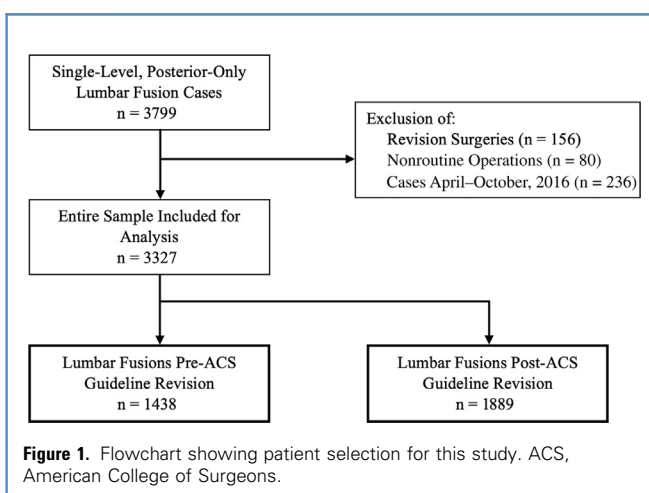 Single-Level, Posterior-Only
Lumbar Fusion Cases
n = 3799
Exclusion of:
Revision Surgeries (n = 156)
Nonroutine Operations (n = 80)
Cases April–October, 2016 (n = 236)
Entire Sample Included for
Analysis
n = 3327
Lumbar Fusions Pre-ACS
Guideline Revision
n = 1438
Lumbar Fusions Post-ACS
Guideline Revision
n = 1889
Figure 1. Flowchart showing patient selection for this study. ACS,
American College of Surgeons.